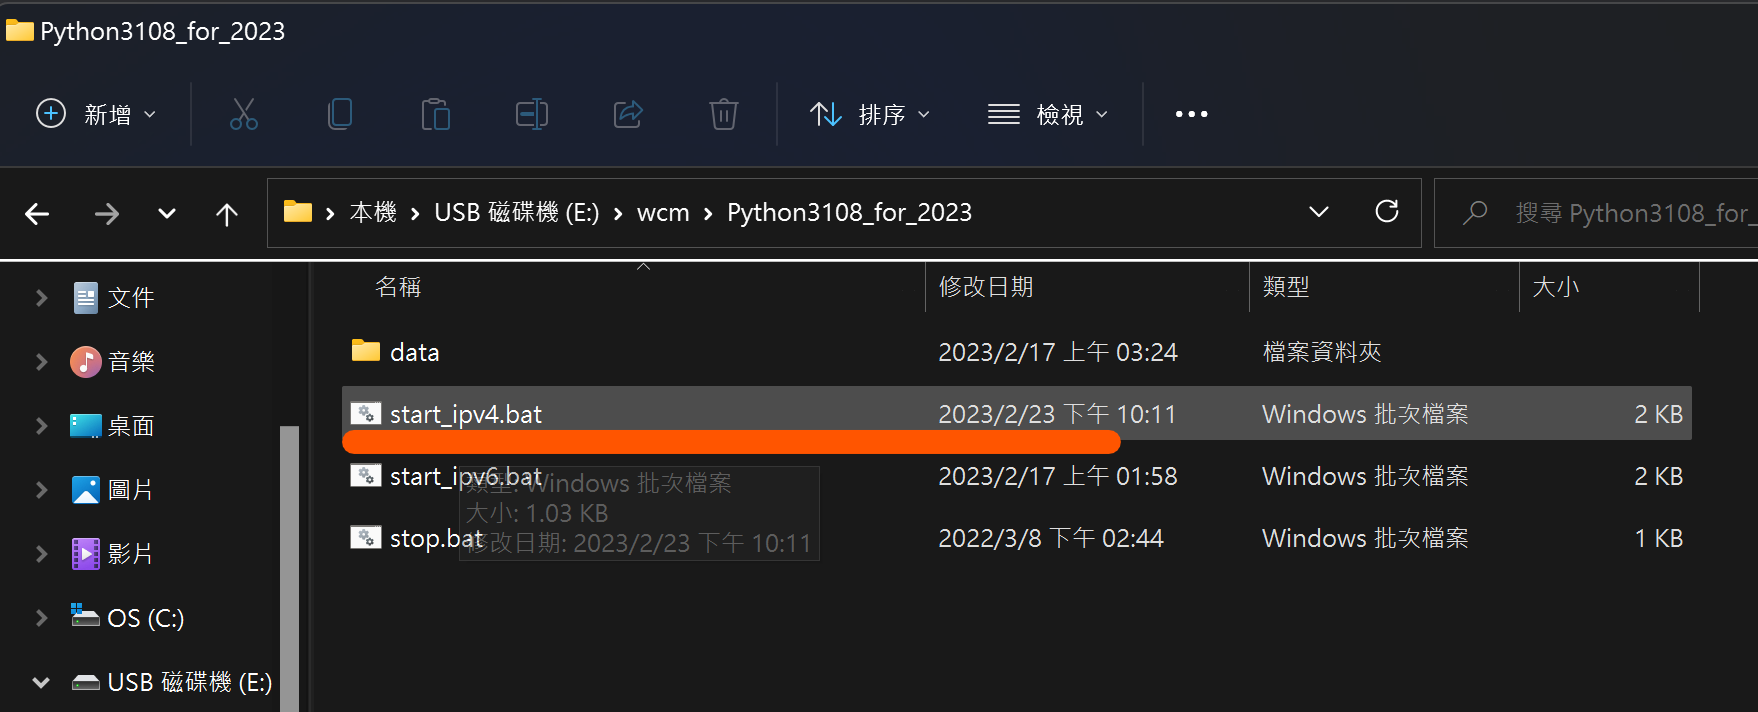 Python3108_for_2023
新增 排序 檢視
本機 USB 磁碟機 (E:) wcm Python3108_for_2023 搜尋 Python3108_for_
名稱 修改日期 類型 大小
文件
音樂
桌面
圖片
影片
OS (C:)
USB 磁碟機 (E:)
data 2023/2/17 上午 03:24 檔案資料夾
start_ipv4.bat 2023/2/23 下午 10:11 Windows 批次檔案 2 KB
start_ipv6.bat 2023/2/17 上午 01:58 Windows 批次檔案 2 KB
stop.bat 2022/3/8 下午 02:44 Windows 批次檔案 1 KB
類型: Windows 批次檔案
大小: 1.03 KB
修改日期: 2023/2/23 下午 10:11